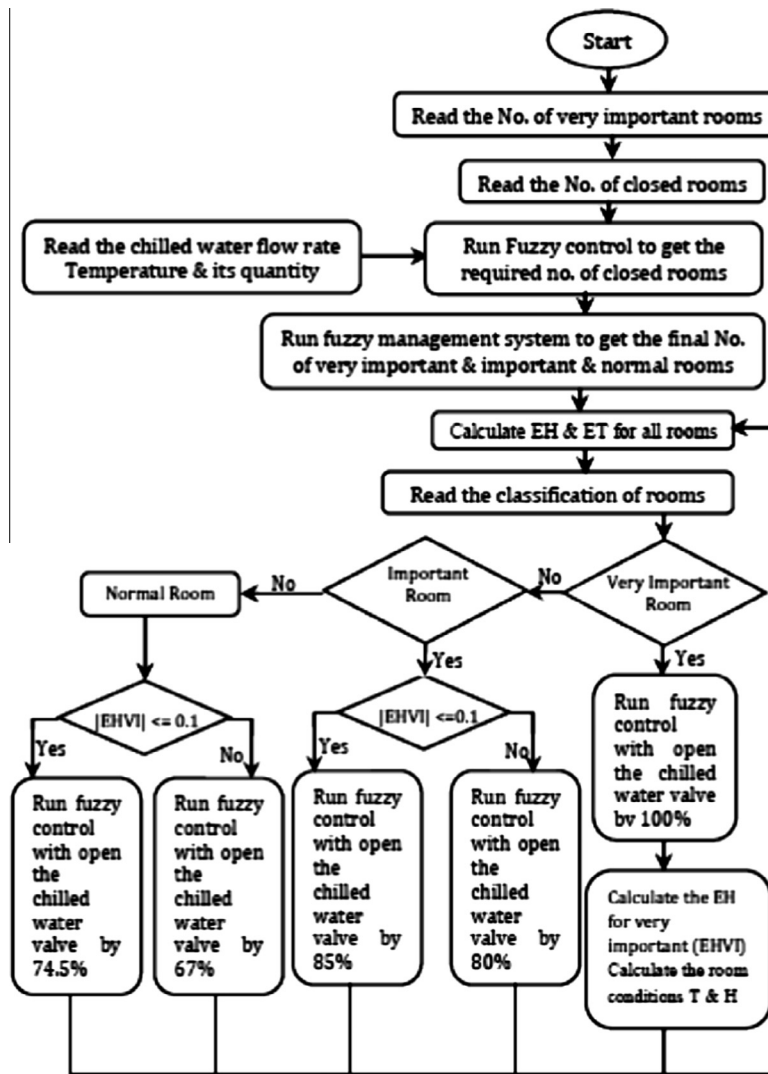 Start
Read the No. of very important rooms
Read the No. of closed rooms
Read the chilled water flow rate
Temperature & its quantity
Run Fuzzy control to get the
required no. of closed rooms
Run fuzzy management system to get the final No.
of very important & important & normal rooms
Calculate EH & ET for all rooms
Read the classification of rooms
Very Important
Room
No
Important
Room
No
Normal Room
Yes
Run fuzzy
control
with open
the chilled
water valve
by 100%
Calculate the EH
for very
important (EHVI)
Calculate the room
conditions T & H
Yes
|EHVI| <=0.1
Yes
No
Run fuzzy
control
with open
the
chilled
water
valve by
85%
Run fuzzy
control
with open
the
chilled
water
valve by
80%
|EHVI| <= 0.1
Yes
No
Run fuzzy
control
with open
the
chilled
water
valve by
74.5%
Run fuzzy
control
with open
the
chilled
water
valve by
67%